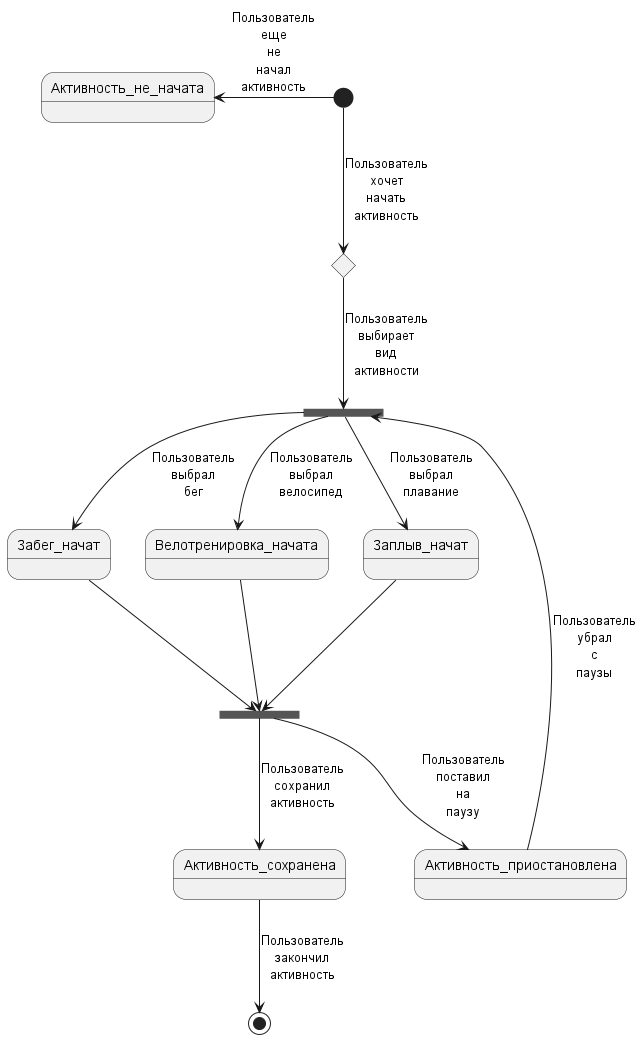 Пользователь
еще
не
начал
активность
Активность_не_начата
Пользователь
хочет
начать
активность
Пользователь
выбирает
вид
активности
Пользователь
выбрал
бег
Пользователь
выбрал
велосипед
Пользователь
выбрал
плавание
Забег_начат
Велотренировка_начата
Заплыв_начат
Пользователь
убрал
с
паузы
Пользователь
сохранил
активность
Пользователь
поставил
на
паузу
Активность_сохранена
Активность_приостановлена
Пользователь
закончил
активность